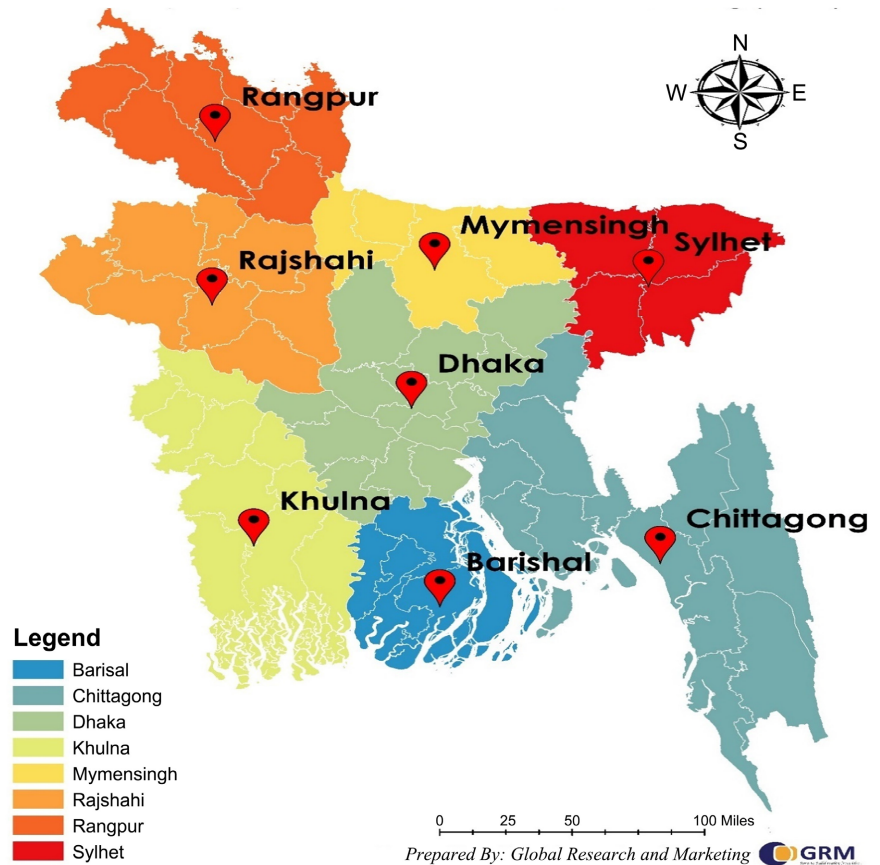 N
W E
S
Rangpur
Mymensingh
Sylhet
Rajshahi
Dhaka
Khulna
Chittagong
Barishal
Legend
Barisal
Chittagong
Dhaka
Khulna
Mymensingh
Rajshahi
Rangpur
Sylhet
0 25 50 100 Miles
Prepared By: Global Research and Marketing
GRM